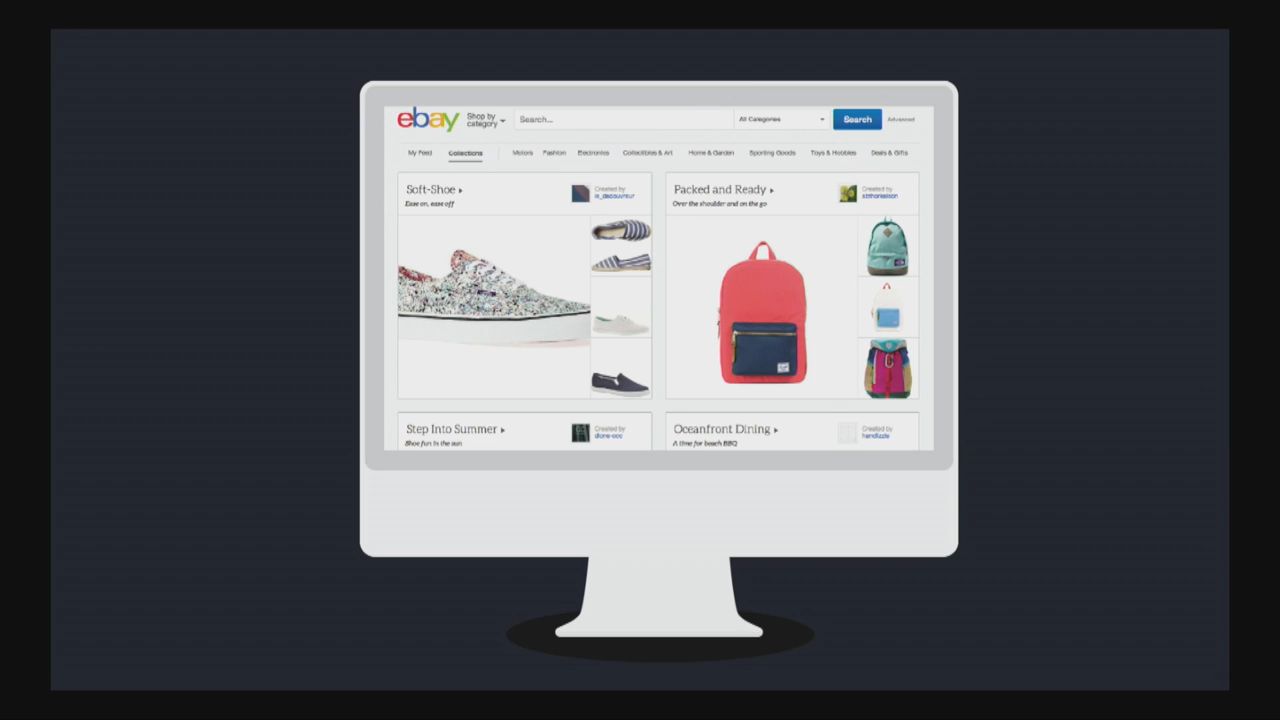 ebay
Shop by
category
Search...
All Categories
Search
Advanced
My Feed
Collections
Motors
Fashion
Electronics
Collectibles & Art
Home & Garden
Sporting Goods
Toys & Hobbies
Deals & Gifts
Soft-Shoe
Ease on, ease off
Created by
Packed and Ready
Over the shoulder and on the go
Created by
Step Into Summer
Shoe fun in the sun
Created by
Oceanfront Dining
A time for beach BBQ
Created by